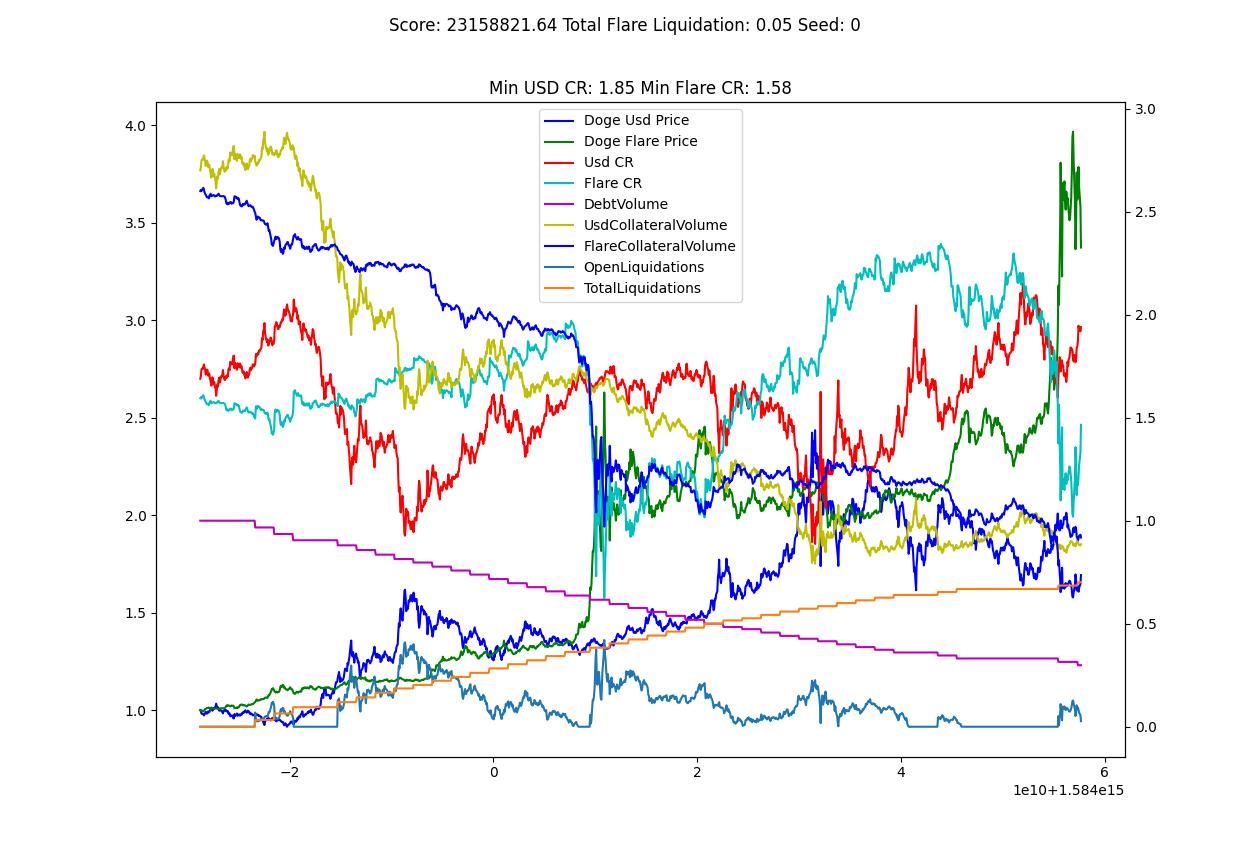 Score: 23158821.64 Total Flare Liquidation: 0.05 Seed: 0
Min USD CR: 1.85 Min Flare CR: 1.58
Doge Usd Price
Doge Flare Price
Usd CR
Flare CR
DebtVolume
UsdCollateralVolume
FlareCollateralVolume
OpenLiquidations
TotalLiquidations
4.0
3.5
3.0
2.5
2.0
1.5
1.0
3.0
2.5
2.0
1.5
1.0
0.5
0.0
−2
0
2
4
6
1e10+1.584e15